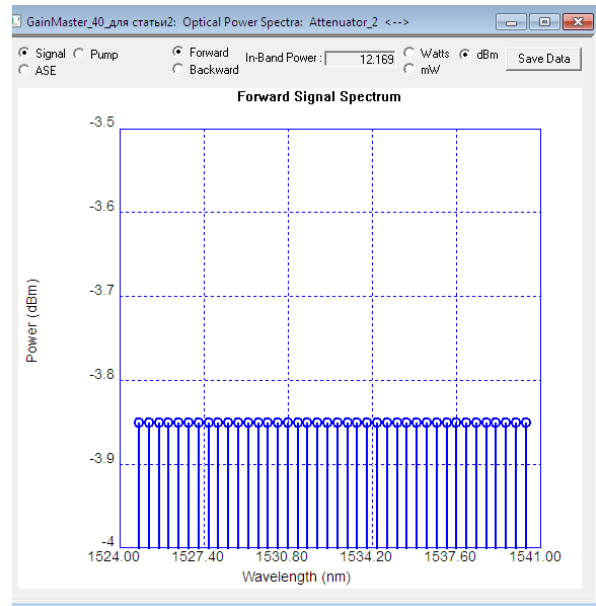 GainMaster_40_для статьи2: Optical Power Spectra: Attenuator_2 <-->
Signal Pump Forward In-Band Power: 12.169 Watts dBm Save Data
ASE Backward mW
Forward Signal Spectrum
-3.5
-3.6
-3.7
Power (dBm)
-3.8
-3.9
-4
1524.00 1527.40 1530.80 1534.20 1537.60 1541.00
Wavelength (nm)